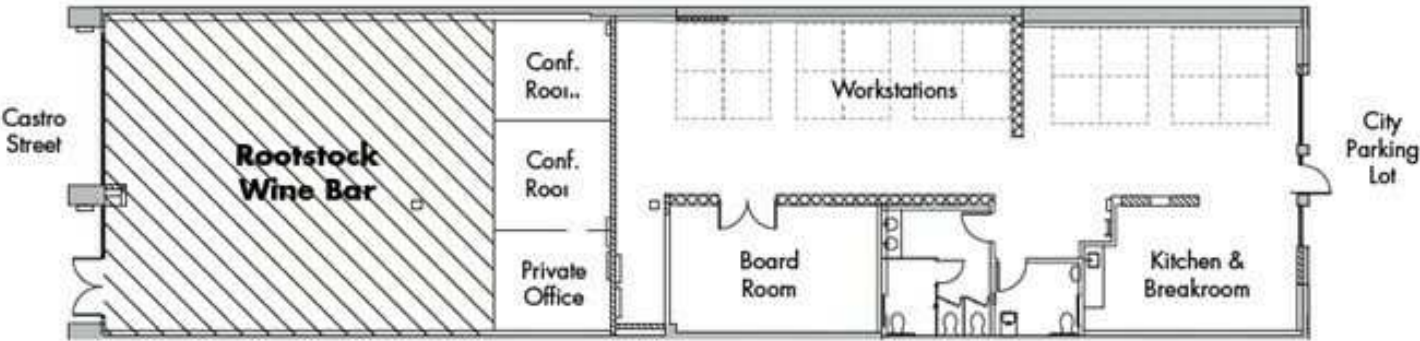 Castro
Street
Rootstock
Wine Bar
Conf.
Conf.
Private
Office
Workstations
Board
Room
Kitchen &
Breakroom
City
Parking
Lot